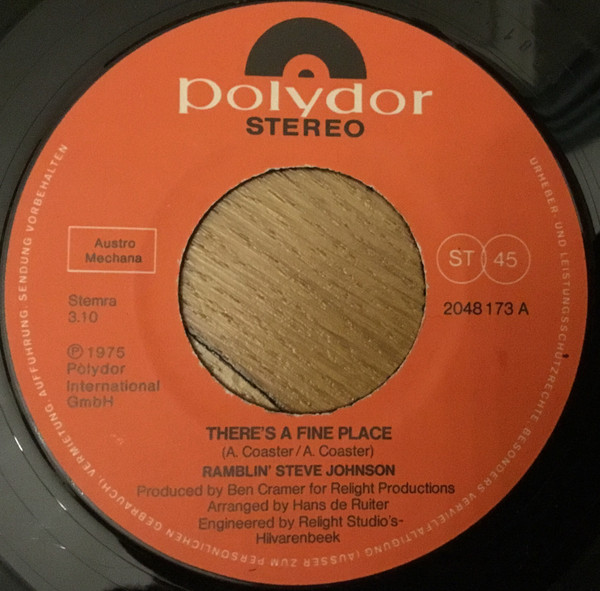 polydor
STEREO
Austro
Mechana
Stemra
3.10
℗ 1975
Polydor
International
GmbH
ST 45
2048 173 A
THERE'S A FINE PLACE
(A. Coaster / A. Coaster)
RAMBLIN' STEVE JOHNSON
Produced by Ben Cramer for Relight Productions
Arranged by Hans de Ruiter
Engineered by Relight Studio's-
Hilvarenbeek
URHEBER- UND LEISTUNGSSCHUTZRECHTE, BESONDERS VERVIELFÄLTIGUNG (AUSSER ZUM PERSÖNLICHEN GEBRAUCH) VERMIETUNG, AUFFÜHRUNG, SENDUNG VORBEHALTEN